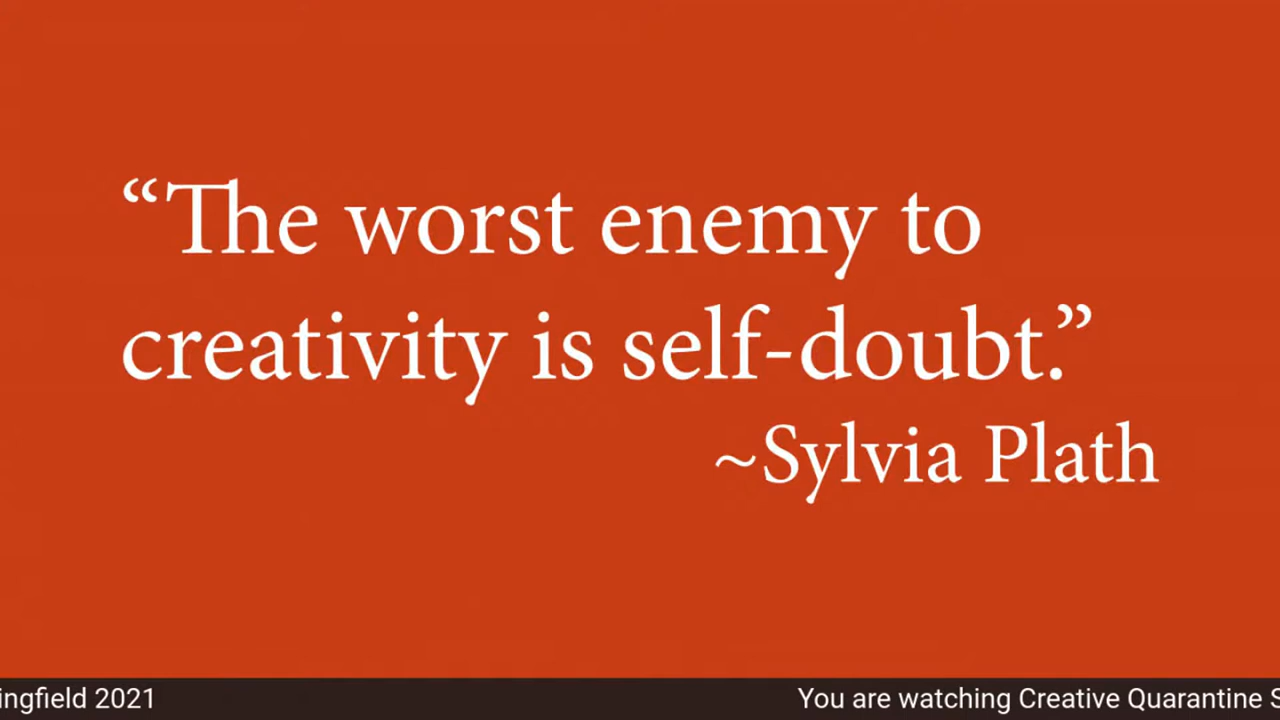 “The worst enemy to
creativity is self-doubt.”
~Sylvia Plath
ingfield 2021
You are watching Creative Quarantine S